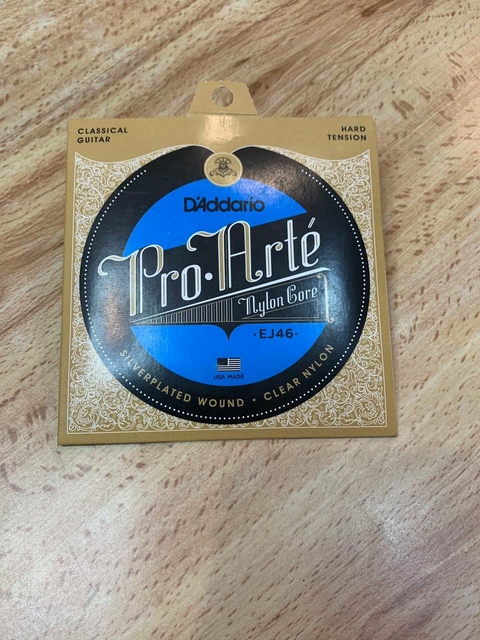 CLASSICAL
GUITAR
HARD
TENSION
D'Addario
Pro·Arté
Nylon Core
·EJ46·
USA MADE
SILVERPLATED WOUND · CLEAR NYLON